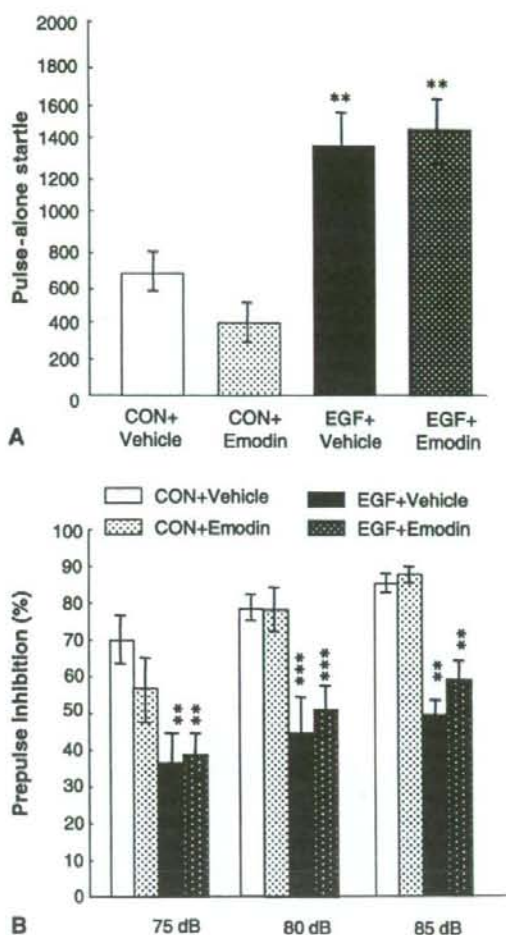 2000
1800
1600
1400
1200
1000
800
600
400
200
0
Pulse-alone startle
** **
CON+ CON+ EGF+ EGF+
Vehicle Emodin Vehicle Emodin
A
CON+Vehicle EGF+Vehicle
CON+Emodin EGF+Emodin
100
90
80
70
60
50
40
30
20
10
0
Prepulse Inhibition (%)
** ** *** *** ** **
75 dB 80 dB 85 dB
B